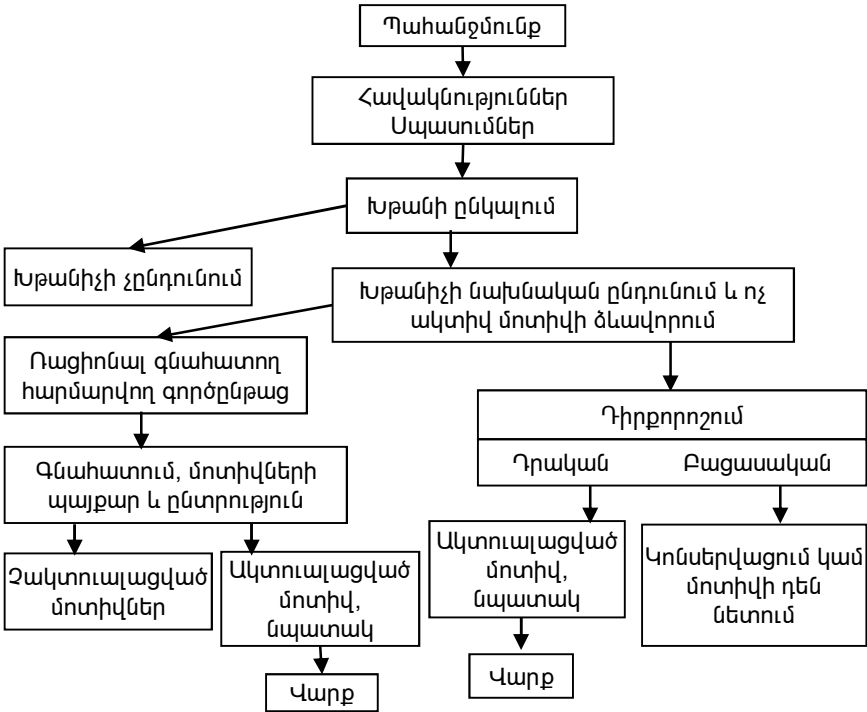 Պահանջմունք
Հավակնություններ
Սպասումներ
Խթանի ընկալում
Խթանիչի չընդունում
Խթանիչի նախնական ընդունում և ոչ
ակտիվ մոտիվի ձևավորում
Ռացիոնալ գնահատող
հարմարվող գործընթաց
Դիրքորոշում
Դրական Բացասական
Գնահատում, մոտիվների
պայքար և ընտրություն
Չակտուալացված
մոտիվներ
Ակտուալացված
մոտիվ,
նպատակ
Ակտուալացված
մոտիվ,
նպատակ
Կոնսերվացում կամ
մոտիվի դեն
նետում
Վարք
Վարք